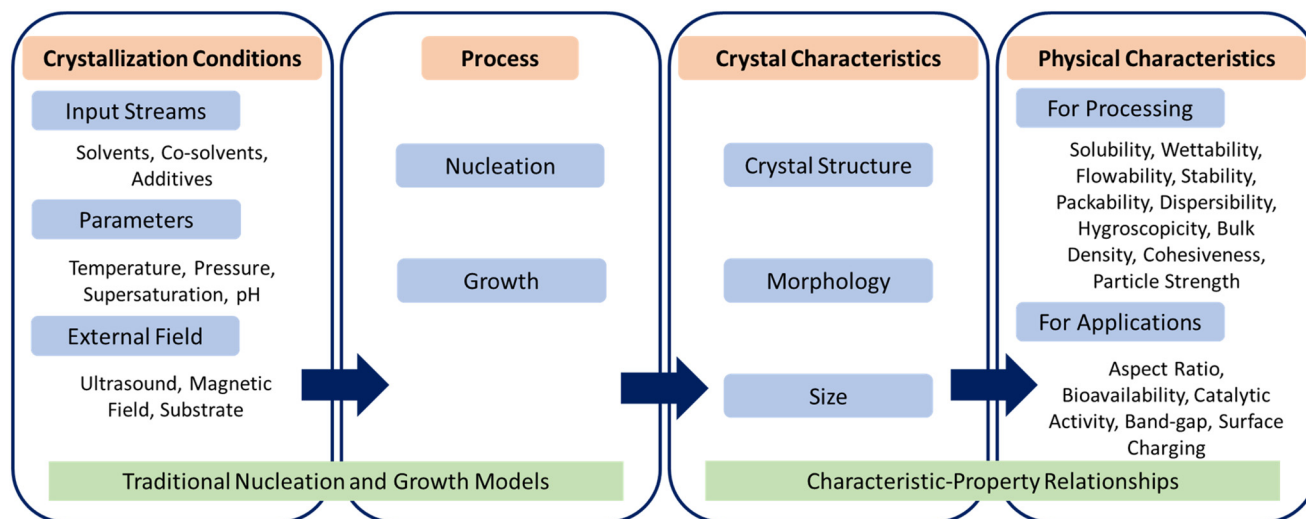 Crystallization Conditions
Input Streams
Solvents, Co-solvents,
Additives
Parameters
Temperature, Pressure,
Supersaturation, pH
External Field
Ultrasound, Magnetic
Field, Substrate
Process
Nucleation
Growth
Traditional Nucleation and Growth Models
Crystal Characteristics
Crystal Structure
Morphology
Size
Physical Characteristics
For Processing
Solubility, Wettability,
Flowability, Stability,
Packability, Dispersibility,
Hygroscopicity, Bulk
Density, Cohesiveness,
Particle Strength
For Applications
Aspect Ratio,
Bioavailability, Catalytic
Activity, Band-gap, Surface
Charging
Characteristic-Property Relationships